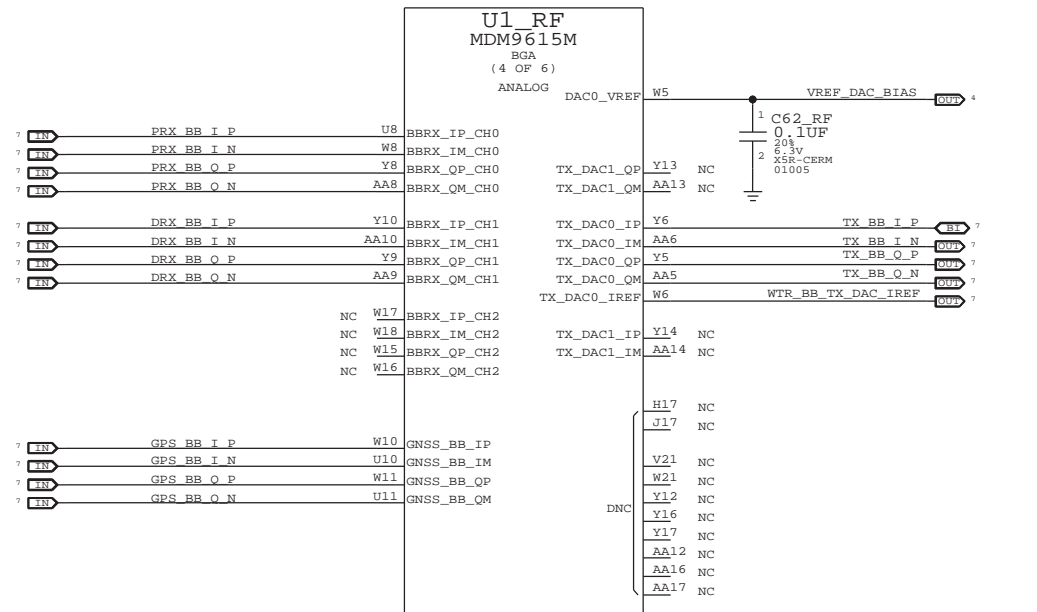 U1_RF
MDM9615M
BGA
(4 OF 6)
ANALOG
DAC0_VREF W5 VREF_DAC_BIAS OUT 4
1 C62_RF
0.1UF
20%
6.3V
2 X5R-CERM
01005
7 IN PRX_BB_I_P U8 BBRX_IP_CH0
7 IN PRX_BB_I_N W8 BBRX_IM_CH0
7 IN PRX_BB_Q_P Y8 BBRX_QP_CH0 TX_DAC1_QP Y13 NC
7 IN PRX_BB_Q_N AA8 BBRX_QM_CH0 TX_DAC1_QM AA13 NC
7 IN DRX_BB_I_P Y10 BBRX_IP_CH1 TX_DAC0_IP Y6 TX_BB_I_P BI 7
7 IN DRX_BB_I_N AA10 BBRX_IM_CH1 TX_DAC0_IM AA6 TX_BB_I_N OUT 7
7 IN DRX_BB_Q_P Y9 BBRX_QP_CH1 TX_DAC0_QP Y5 TX_BB_Q_P OUT 7
7 IN DRX_BB_Q_N AA9 BBRX_QM_CH1 TX_DAC0_QM AA5 TX_BB_Q_N OUT 7
TX_DAC0_IREF W6 WTR_BB_TX_DAC_IREF OUT 7
NC W17 BBRX_IP_CH2
NC W18 BBRX_IM_CH2 TX_DAC1_IP Y14 NC
NC W15 BBRX_QP_CH2 TX_DAC1_IM AA14 NC
NC W16 BBRX_QM_CH2
H17 NC
J17 NC
7 IN GPS_BB_I_P W10 GNSS_BB_IP
7 IN GPS_BB_I_N U10 GNSS_BB_IM V21 NC
7 IN GPS_BB_Q_P W11 GNSS_BB_QP W21 NC
7 IN GPS_BB_Q_N U11 GNSS_BB_QM Y12 NC
DNC
Y16 NC
Y17 NC
AA12 NC
AA16 NC
AA17 NC